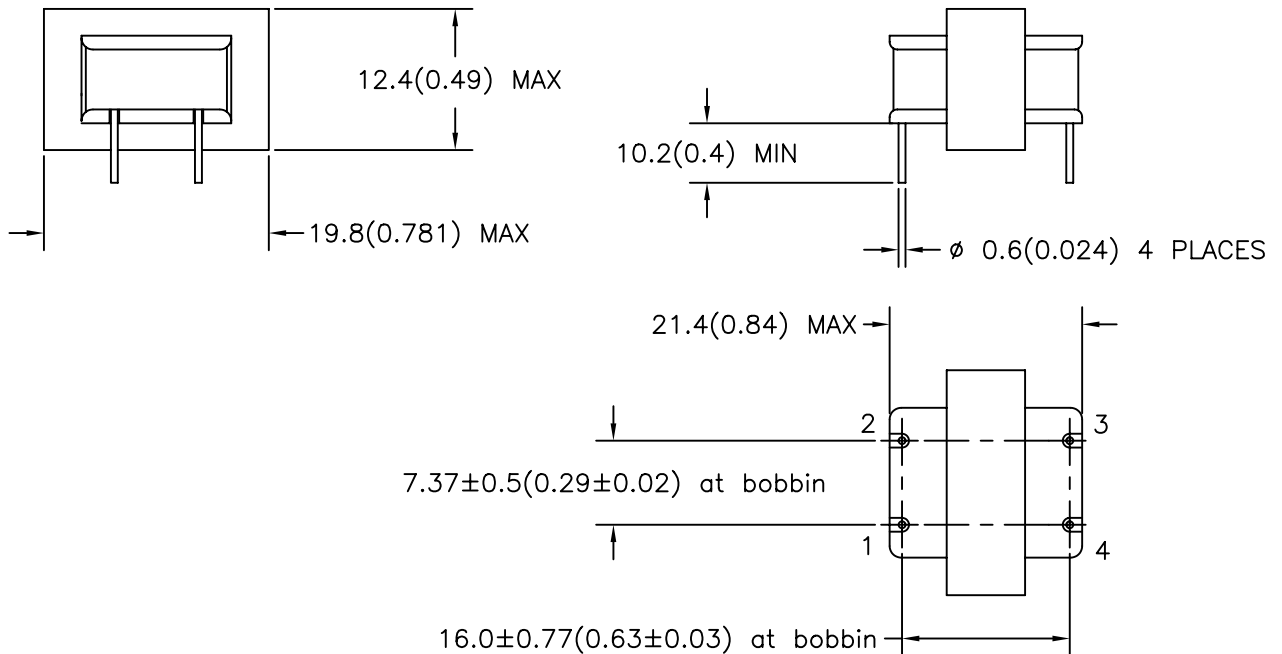 12.4(0.49) MAX
10.2(0.4) MIN
19.8(0.781) MAX
ø 0.6(0.024) 4 PLACES
21.4(0.84) MAX
2 3
7.37±0.5(0.29±0.02) at bobbin
1 4
16.0±0.77(0.63±0.03) at bobbin